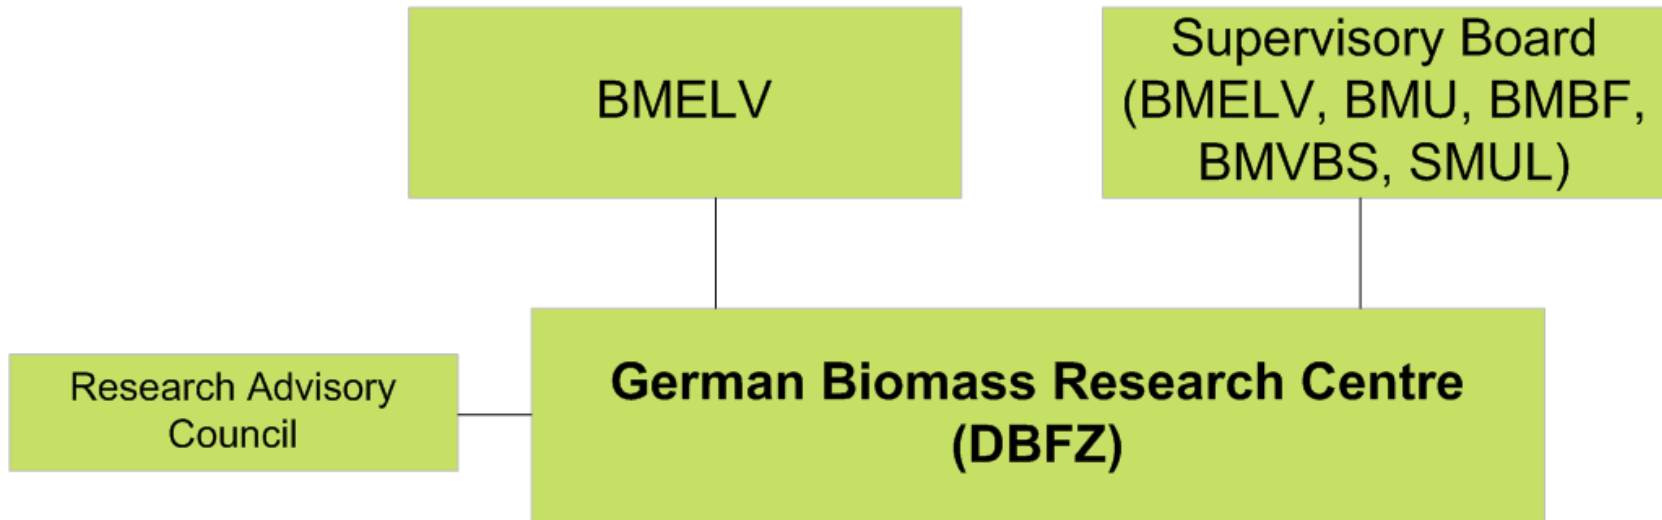 BMELV
Supervisory Board
(BMELV, BMU, BMBF,
BMVBS, SMUL)
Research Advisory
Council
German Biomass Research Centre
(DBFZ)